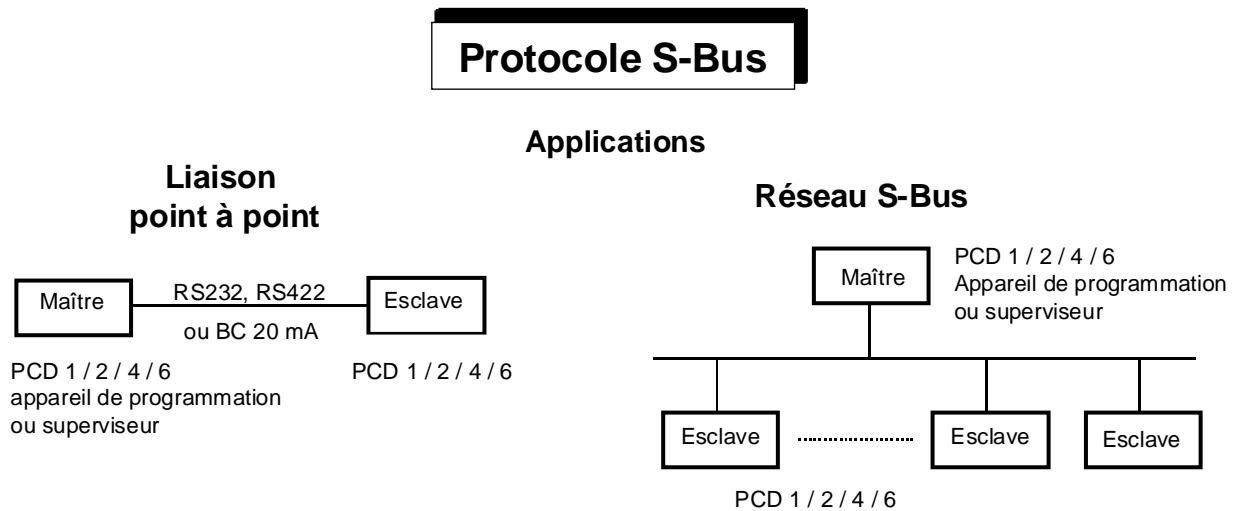 Protocole S-Bus
Applications
Liaison
point à point
Maître
RS232, RS422
ou BC 20 mA
Esclave
PCD 1 / 2 / 4 / 6
appareil de programmation
ou superviseur
PCD 1 / 2 / 4 / 6
Réseau S-Bus
Maître
PCD 1 / 2 / 4 / 6
Appareil de programmation
ou superviseur
Esclave
Esclave
Esclave
PCD 1 / 2 / 4 / 6